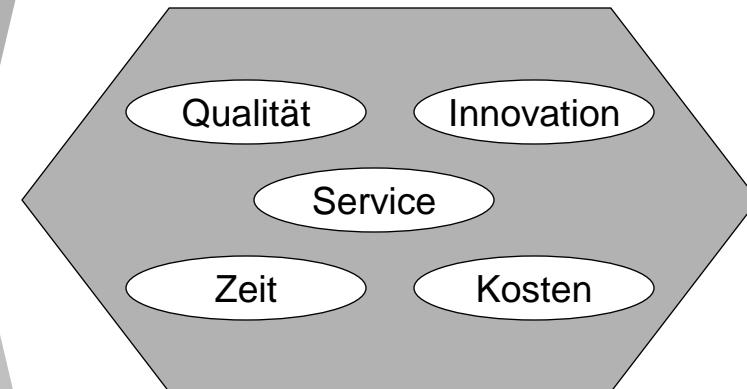 Qualität
Innovation
Service
Zeit
Kosten